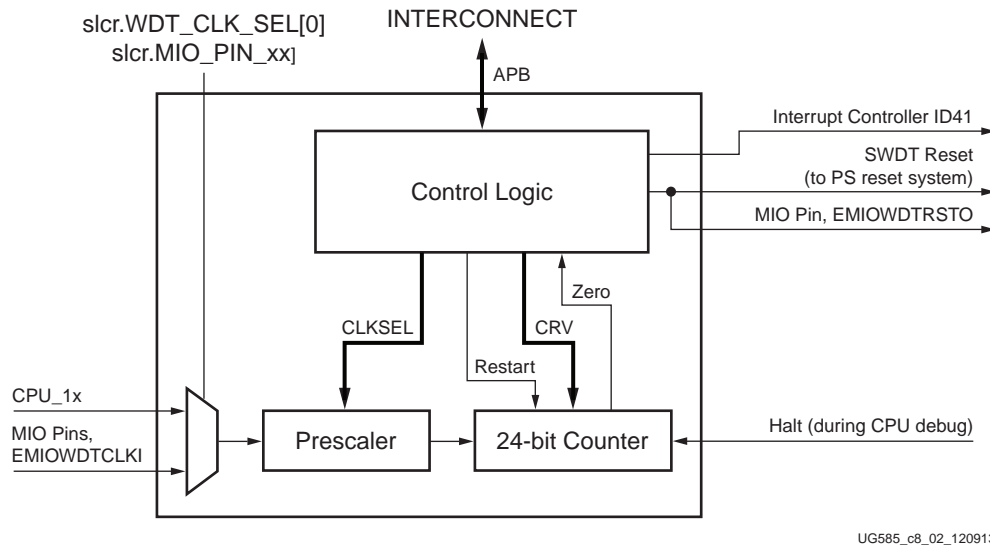 slcr.WDT_CLK_SEL[0]
slcr.MIO_PIN_xx]
INTERCONNECT
APB
Interrupt Controller ID41
SWDT Reset
(to PS reset system)
MIO Pin, EMIOWDTRSTO
Control Logic
Zero
CLKSEL
CRV
Restart
CPU_1x
MIO Pins,
EMIOWDTCLKI
Prescaler
24-bit Counter
Halt (during CPU debug)
UG585_c8_02_120913